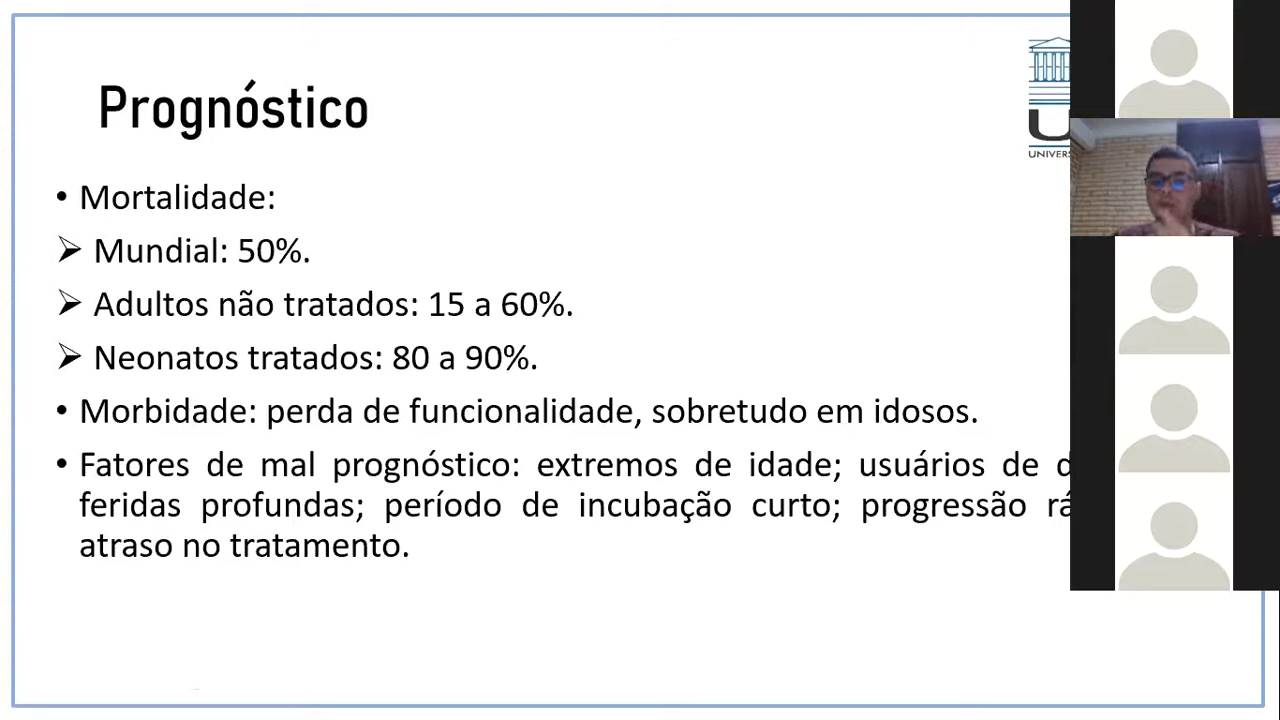 Prognóstico
• Mortalidade:
➢ Mundial: 50%.
➢ Adultos não tratados: 15 a 60%.
➢ Neonatos tratados: 80 a 90%.
• Morbidade: perda de funcionalidade, sobretudo em idosos.
• Fatores de mal prognóstico: extremos de idade; usuários de
feridas profundas; período de incubação curto; progressão
atraso no tratamento.